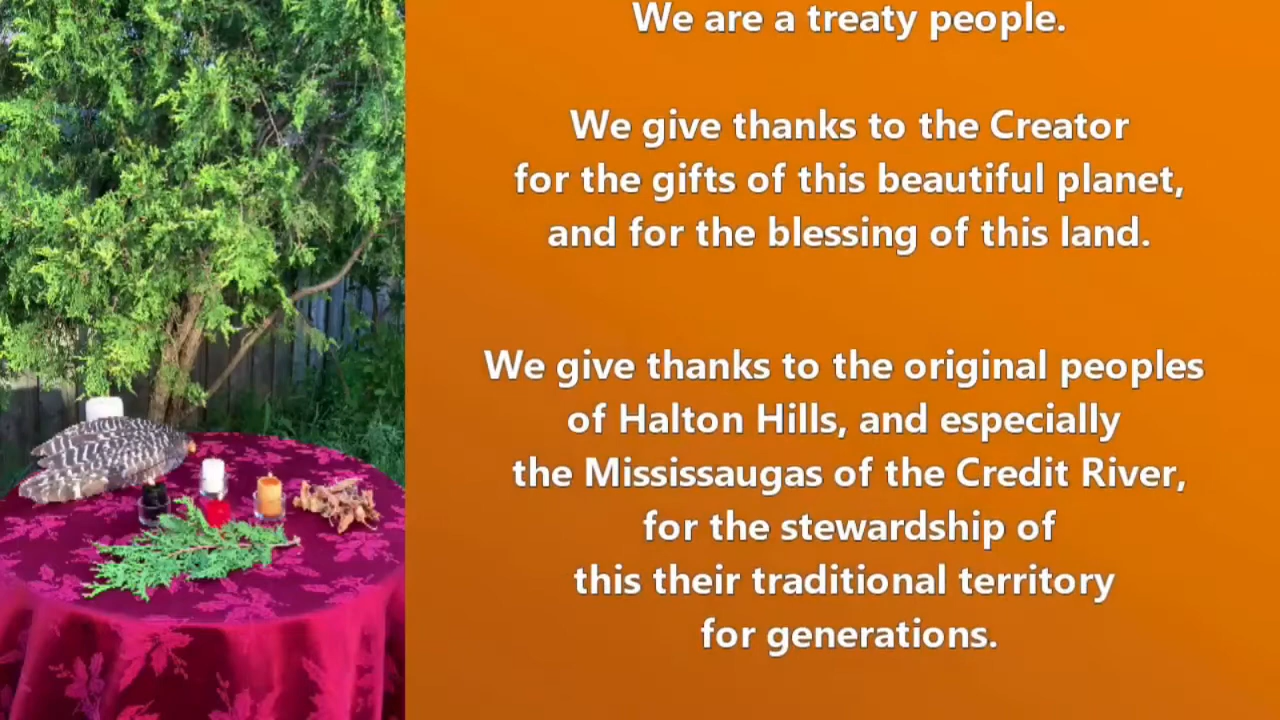 We are a treaty people.
We give thanks to the Creator
for the gifts of this beautiful planet,
and for the blessing of this land.
We give thanks to the original peoples
of Halton Hills, and especially
the Mississaugas of the Credit River,
for the stewardship of
this their traditional territory
for generations.